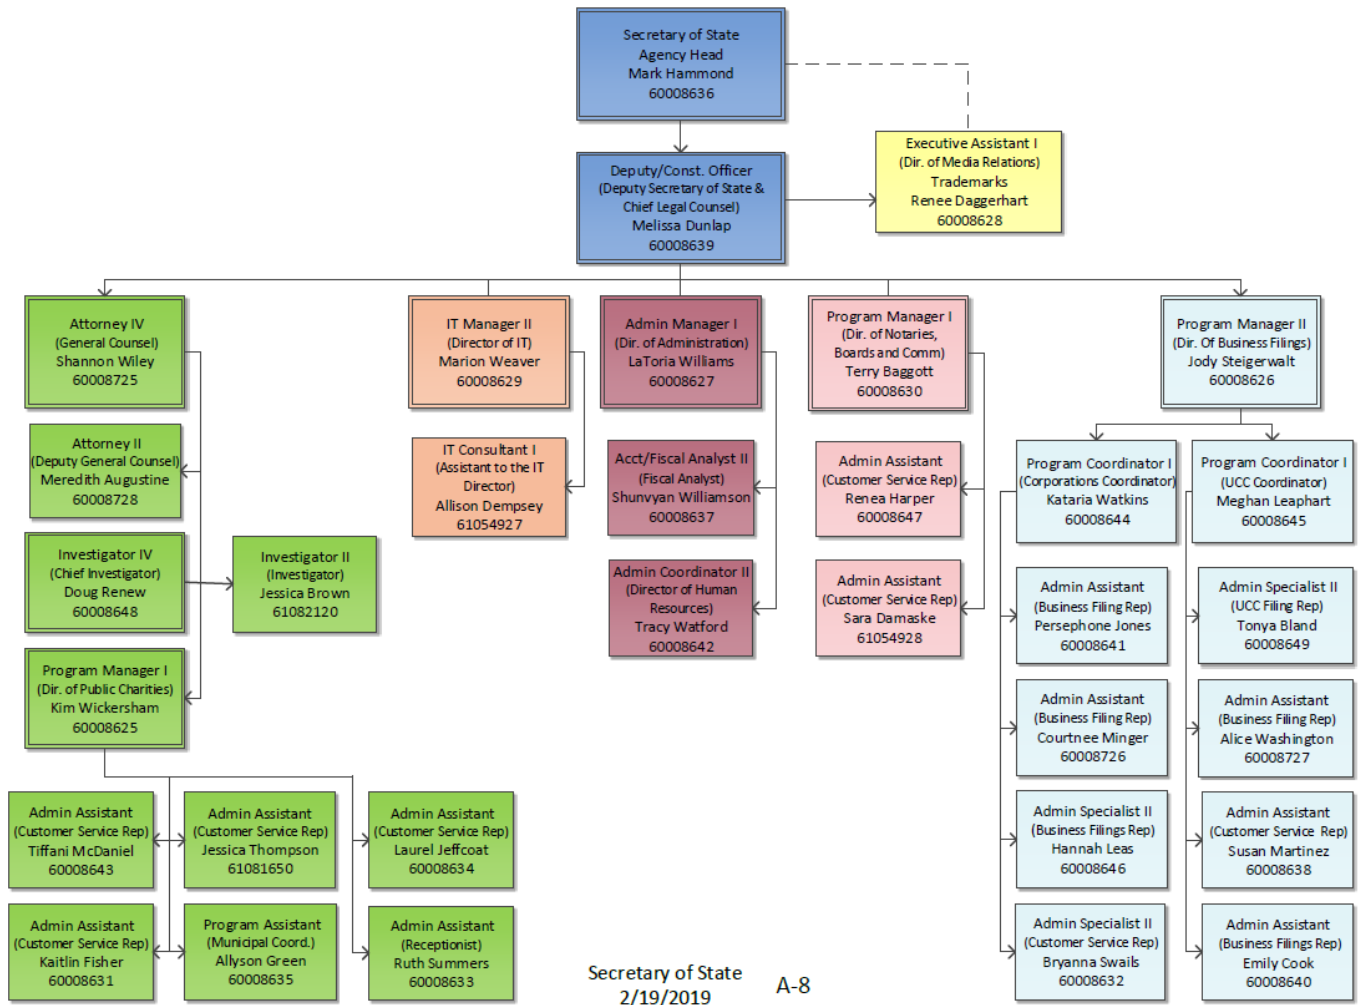 Secretary of State
Agency Head
Mark Hammond
60008636
Executive Assistant I
(Dir. of Media Relations)
Trademarks
Renee Daggerhart
60008628
Deputy/Const. Officer
(Deputy Secretary of State &
Chief Legal Counsel)
Melissa Dunlap
60008639
Attorney IV
(General Counsel)
Shannon Wiley
60008725
IT Manager II
(Director of IT)
Marion Weaver
60008629
Admin Manager I
(Dir. of Administration)
LaToria Williams
60008627
Program Manager I
(Dir. of Notaries,
Boards and Comm)
Terry Baggott
60008630
Program Manager II
(Dir. Of Business Filings)
Jody Steigerwalt
60008626
Attorney II
(Deputy General Counsel)
Meredith Augustine
60008728
IT Consultant I
(Assistant to the IT
Director)
Allison Dempsey
61054927
Acct/Fiscal Analyst II
(Fiscal Analyst)
Shunvyan Williamson
60008637
Admin Assistant
(Customer Service Rep)
Renea Harper
60008647
Program Coordinator I
(Corporations Coordinator)
Kataria Watkins
60008644
Program Coordinator I
(UCC Coordinator)
Meghan Leaphart
60008645
Investigator IV
(Chief Investigator)
Doug Renew
60008648
Investigator II
(Investigator)
Jessica Brown
61082120
Admin Coordinator II
(Director of Human
Resources)
Tracy Watford
60008642
Admin Assistant
(Customer Service Rep)
Sara Damaske
61054928
Admin Assistant
(Business Filing Rep)
Persephone Jones
60008641
Admin Specialist II
(UCC Filing Rep)
Tonya Bland
60008649
Program Manager I
(Dir. of Public Charities)
Kim Wickersham
60008625
Admin Assistant
(Business Filing Rep)
Courtnee Minger
60008726
Admin Assistant
(Business Filing Rep)
Alice Washington
60008727
Admin Assistant
(Customer Service Rep)
Tiffani McDaniel
60008643
Admin Assistant
(Customer Service Rep)
Jessica Thompson
61081650
Admin Assistant
(Customer Service Rep)
Laurel Jeffcoat
60008634
Admin Specialist II
(Business Filings Rep)
Hannah Leas
60008646
Admin Assistant
(Customer Service Rep)
Susan Martinez
60008638
Admin Assistant
(Customer Service Rep)
Kaitlin Fisher
60008631
Program Assistant
(Municipal Coord.)
Allyson Green
60008635
Admin Assistant
(Receptionist)
Ruth Summers
60008633
Admin Specialist II
(Customer Service Rep)
Bryanna Swails
60008632
Admin Assistant
(Business Filings Rep)
Emily Cook
60008640
Secretary of State
2/19/2019
A-8